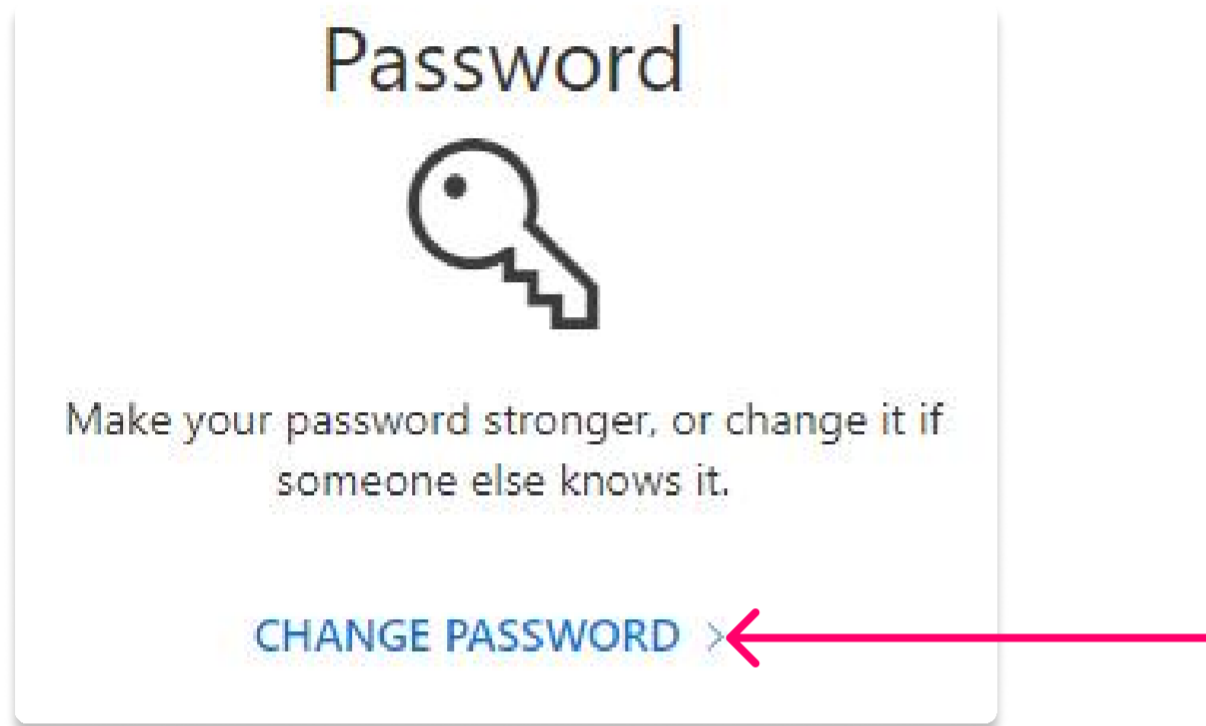 Password
Make your password stronger, or change it if
someone else knows it.
CHANGE PASSWORD >